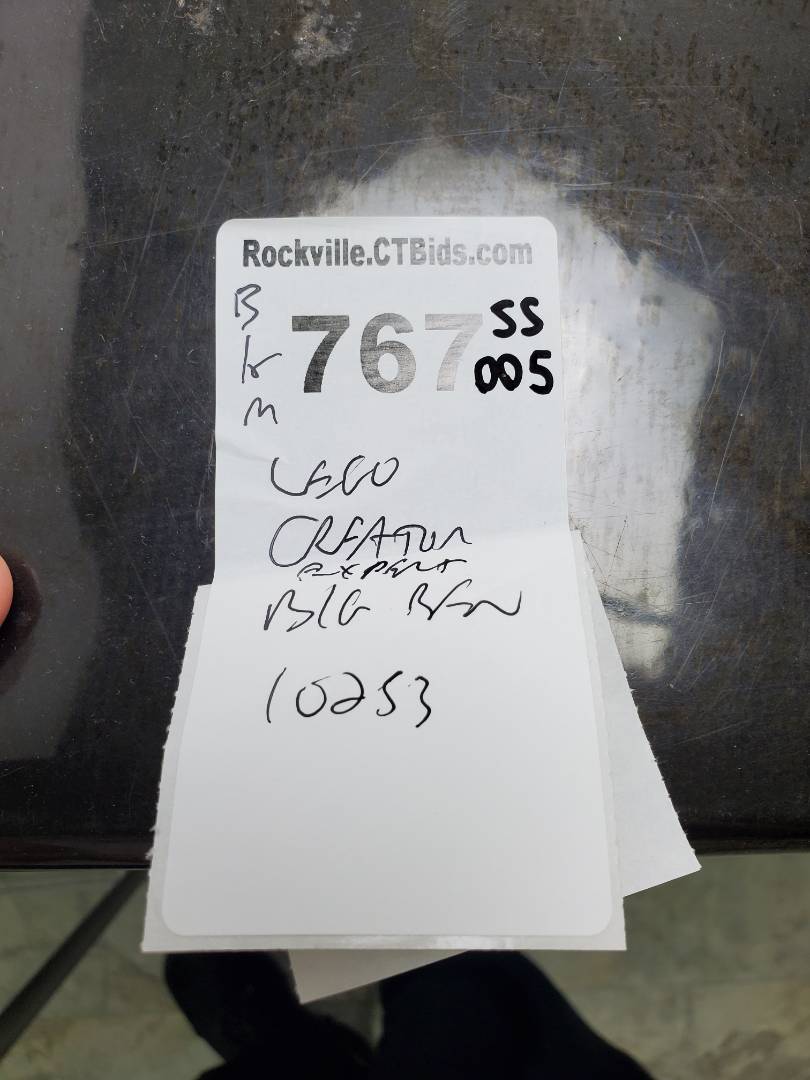 Rockville.CTBids.com
B
767 SS
005
M
LEGO
CREATOR
EXPERT
BIG BEN
10253